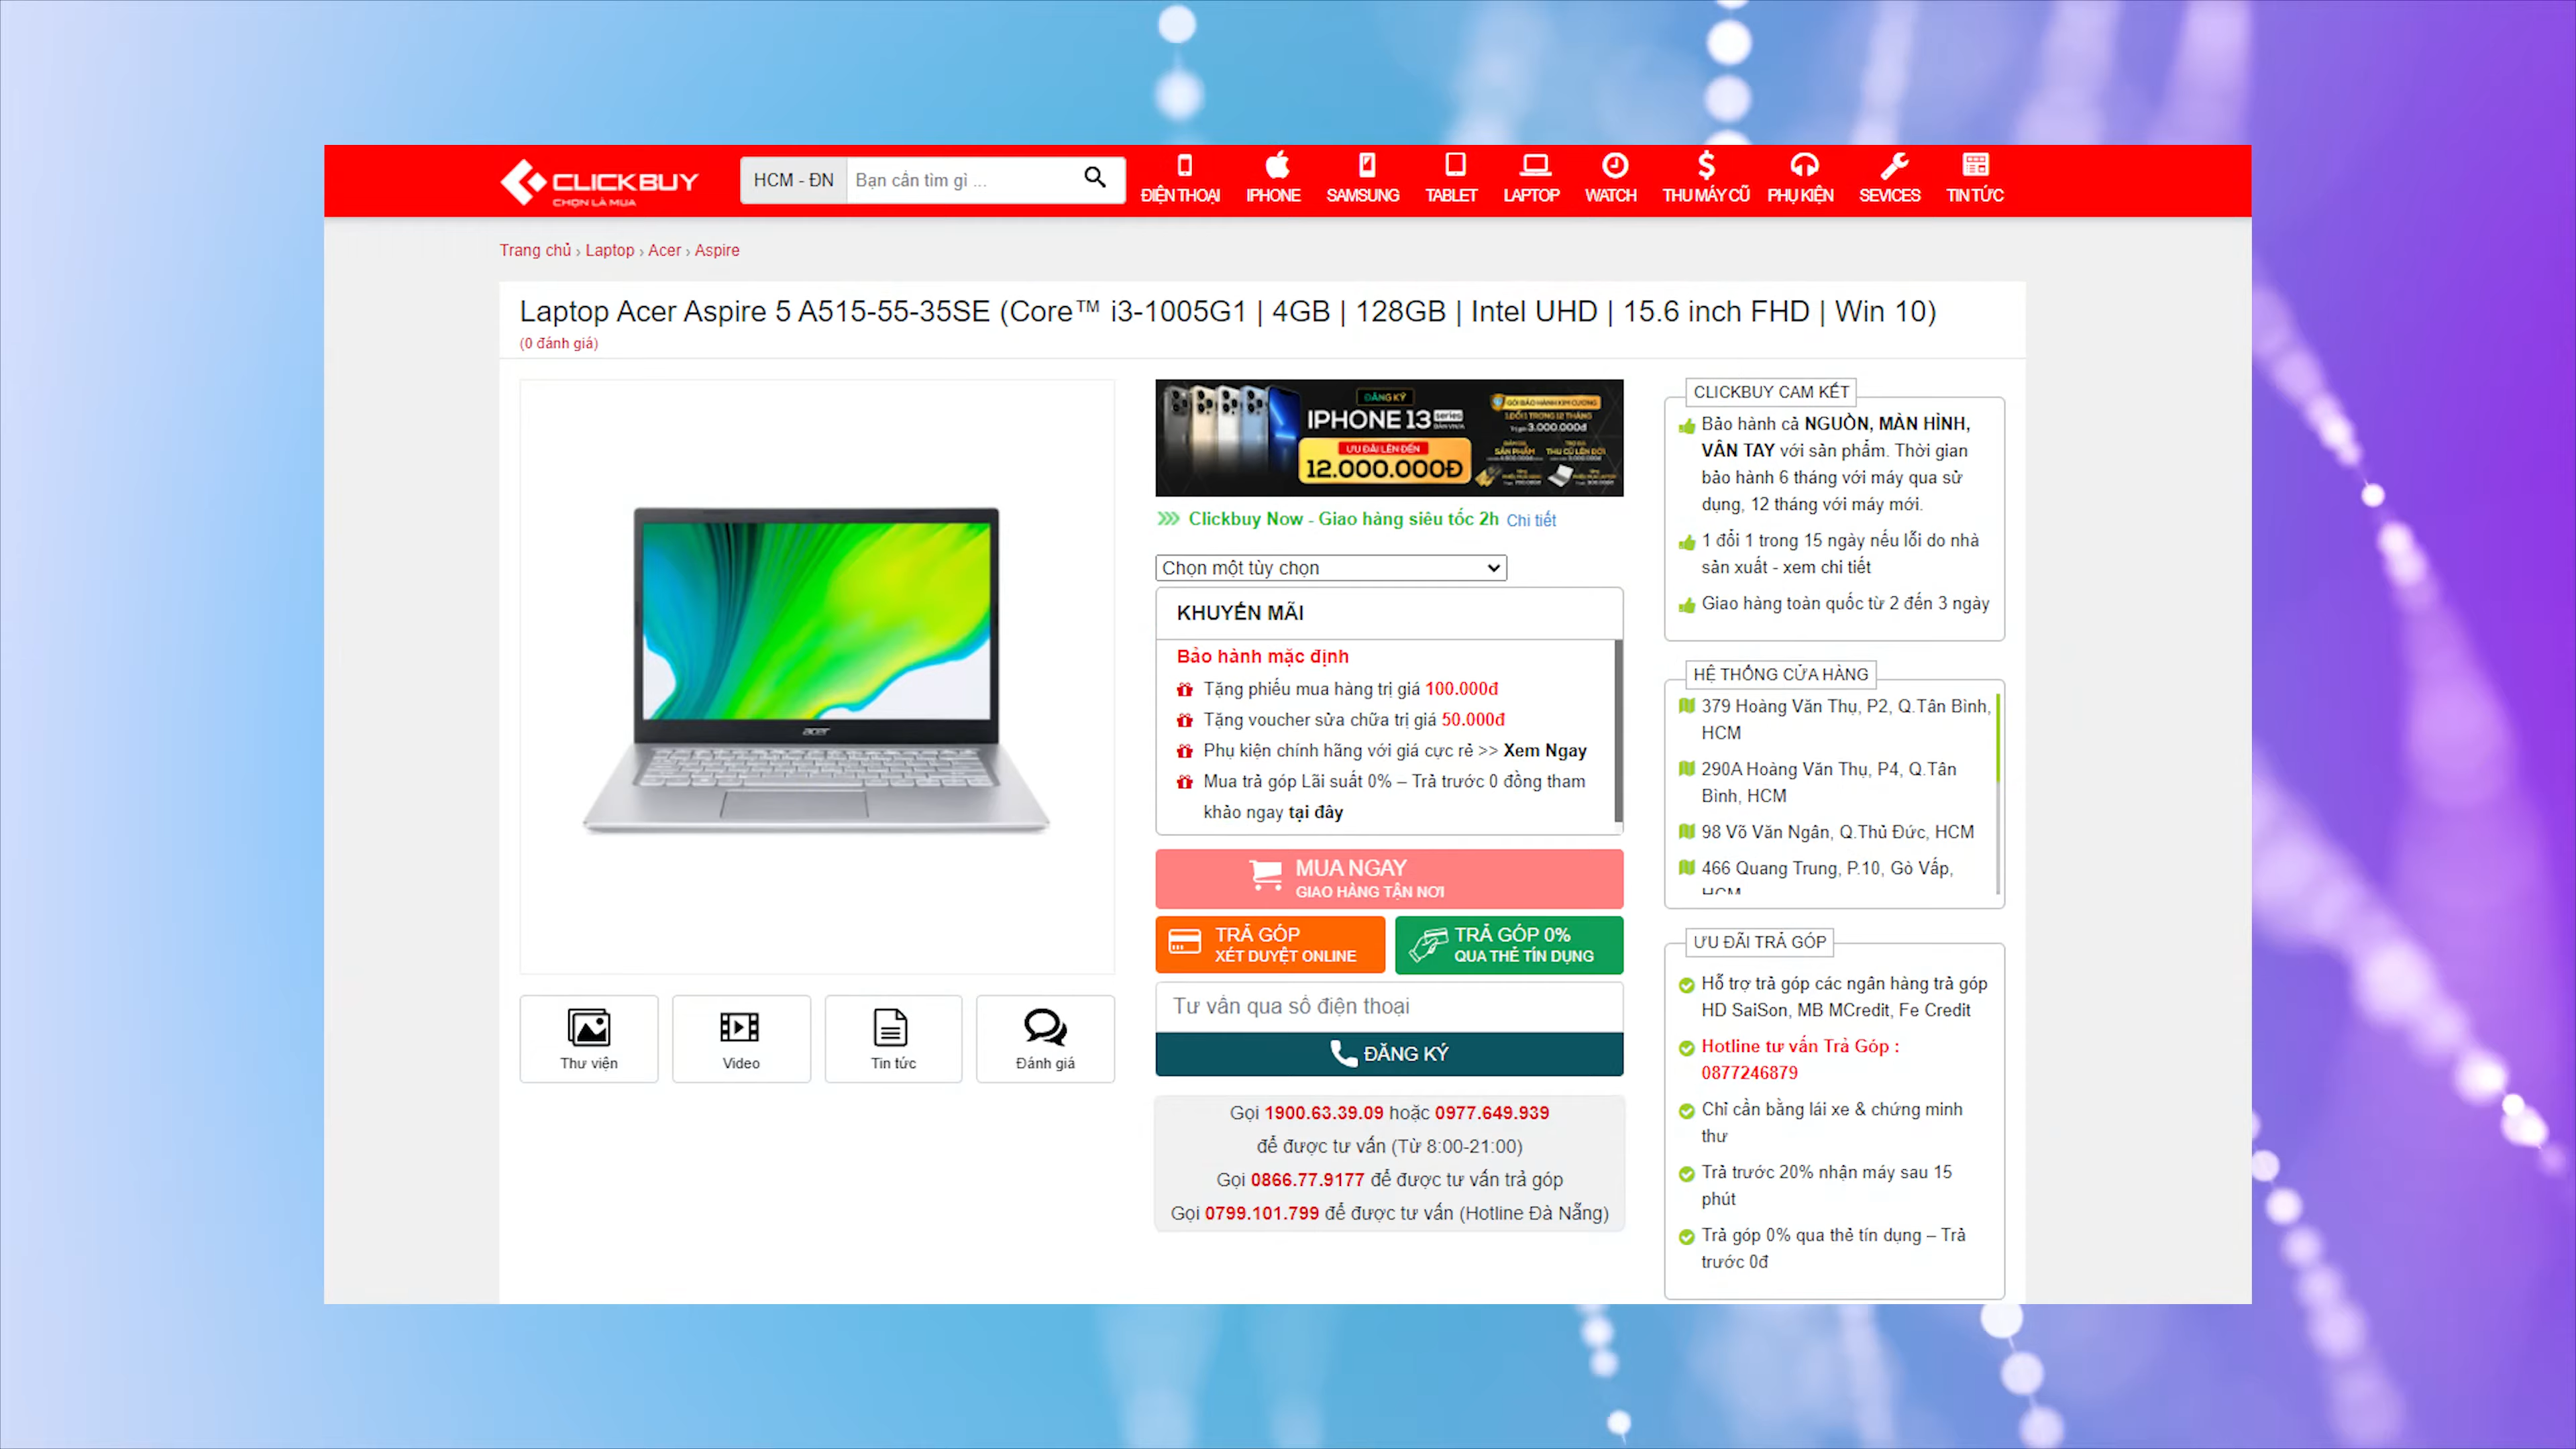 CLICKBUY
CHỌN LÀ MUA
HCM - ĐN
Bạn cần tìm gì ...
ĐIỆN THOẠI
IPHONE
SAMSUNG
TABLET
LAPTOP
WATCH
THU MÁY CŨ
PHỤ KIỆN
SEVICES
TIN TỨC
Trang chủ › Laptop › Acer › Aspire
Laptop Acer Aspire 5 A515-55-35SE (Core™ i3-1005G1 | 4GB | 128GB | Intel UHD | 15.6 inch FHD | Win 10)
(0 đánh giá)
acer
Thư viện
Video
Tin tức
Đánh giá
ĐĂNG KÝ
IPHONE 13 series
ƯU ĐÃI LÊN ĐẾN
12.000.000Đ
GÓI BẢO HÀNH KIM CƯƠNG
1 ĐỔI 1 TRONG 12 THÁNG
3.000.000đ
Clickbuy Now - Giao hàng siêu tốc 2h Chi tiết
Chọn một tùy chọn
KHUYẾN MÃI
Bảo hành mặc định
Tặng phiếu mua hàng trị giá 100.000đ
Tặng voucher sửa chữa trị giá 50.000đ
Phụ kiện chính hãng với giá cực rẻ >> Xem Ngay
Mua trả góp Lãi suất 0% – Trả trước 0 đồng tham
khảo ngay tại đây
MUA NGAY
GIAO HÀNG TẬN NƠI
TRẢ GÓP
XÉT DUYỆT ONLINE
TRẢ GÓP 0%
QUA THẺ TÍN DỤNG
Tư vấn qua số điện thoại
ĐĂNG KÝ
Gọi 1900.63.39.09 hoặc 0977.649.939
để được tư vấn (Từ 8:00-21:00)
Gọi 0866.77.9177 để được tư vấn trả góp
Gọi 0799.101.799 để được tư vấn (Hotline Đà Nẵng)
CLICKBUY CAM KẾT
Bảo hành cả NGUỒN, MÀN HÌNH,
VÂN TAY với sản phẩm. Thời gian
bảo hành 6 tháng với máy qua sử
dụng, 12 tháng với máy mới.
1 đổi 1 trong 15 ngày nếu lỗi do nhà
sản xuất - xem chi tiết
Giao hàng toàn quốc từ 2 đến 3 ngày
HỆ THỐNG CỬA HÀNG
379 Hoàng Văn Thụ, P2, Q.Tân Bình,
HCM
290A Hoàng Văn Thụ, P4, Q.Tân
Bình, HCM
98 Võ Văn Ngân, Q.Thủ Đức, HCM
466 Quang Trung, P.10, Gò Vấp,
HCM
ƯU ĐÃI TRẢ GÓP
Hỗ trợ trả góp các ngân hàng trả góp
HD SaiSon, MB MCredit, Fe Credit
Hotline tư vấn Trả Góp :
0877246879
Chỉ cần bằng lái xe & chứng minh
thư
Trả trước 20% nhận máy sau 15
phút
Trả góp 0% qua thẻ tín dụng – Trả
trước 0đ